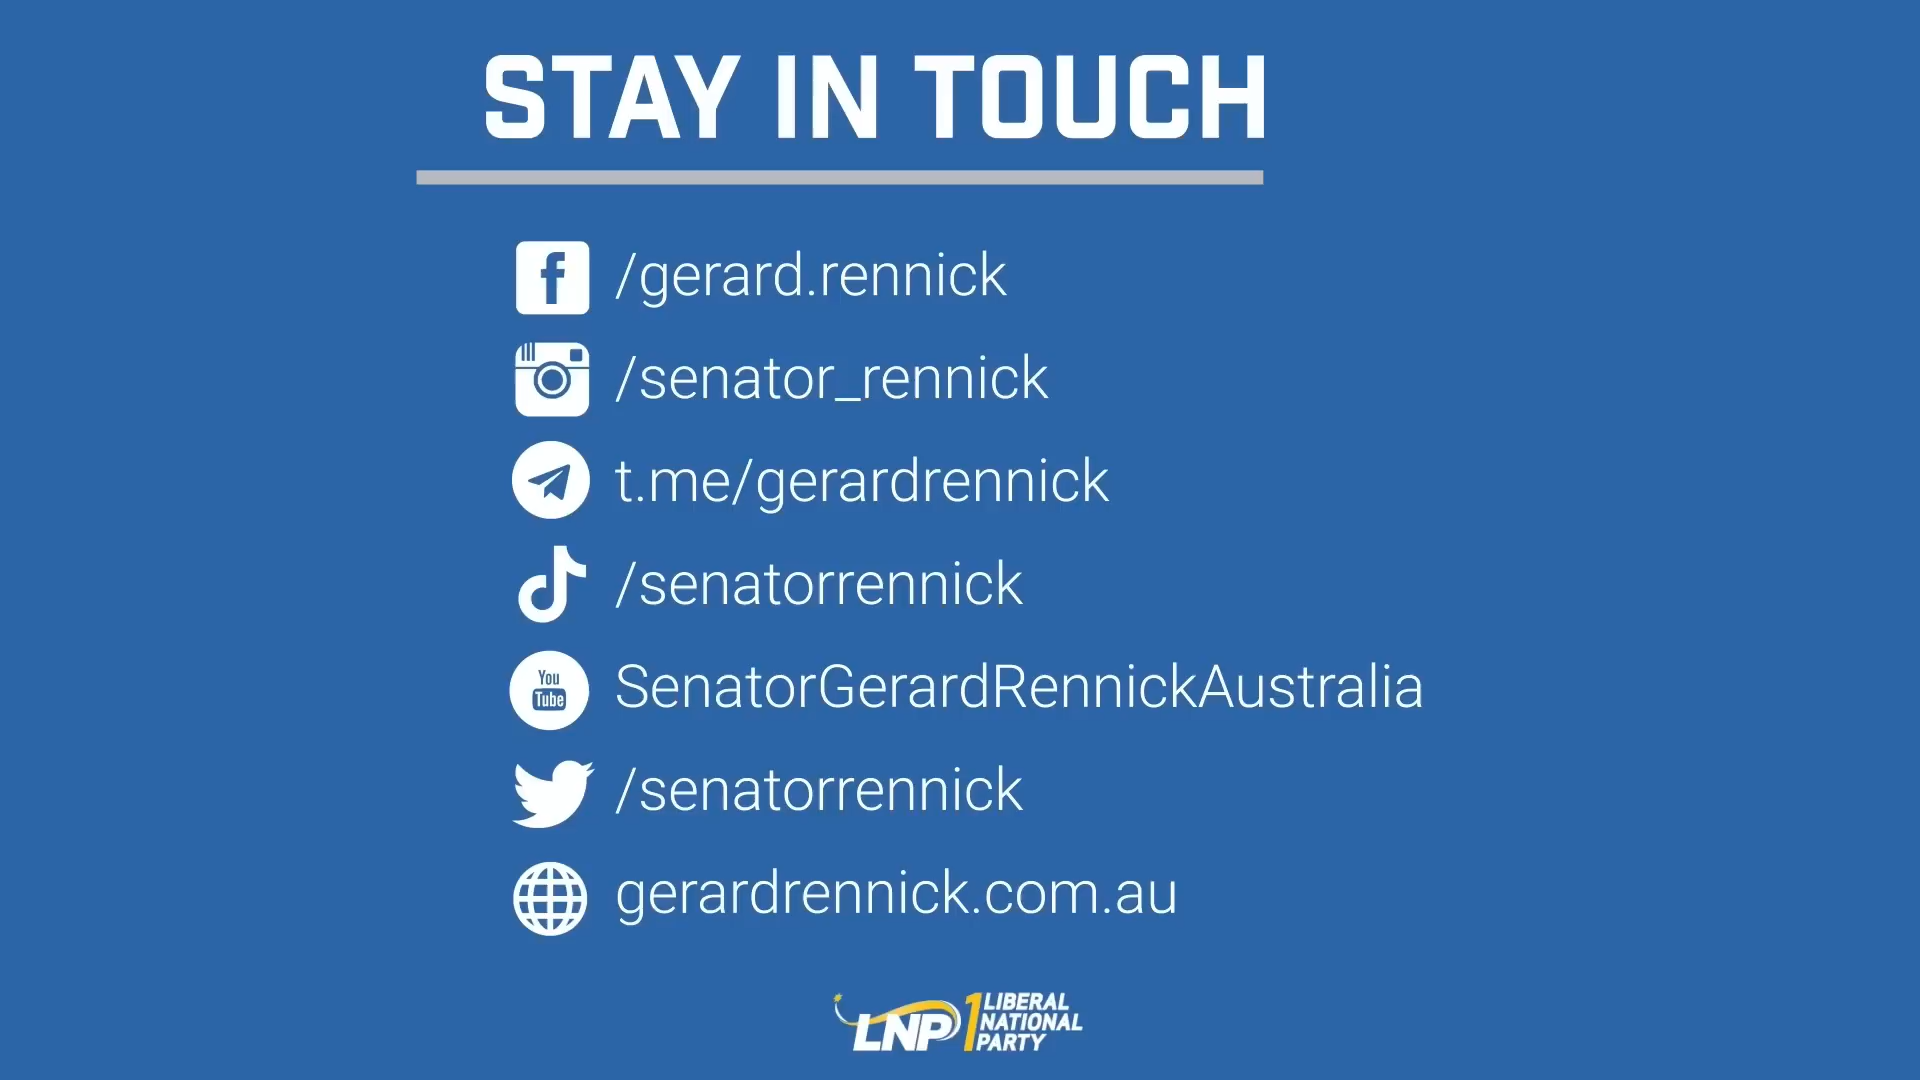 STAY IN TOUCH
/gerard.rennick
/senator_rennick
t.me/gerardrennick
/senatorrennick
You
Tube
SenatorGerardRennickAustralia
/senatorrennick
gerardrennick.com.au
LNP
1
LIBERAL
NATIONAL
PARTY